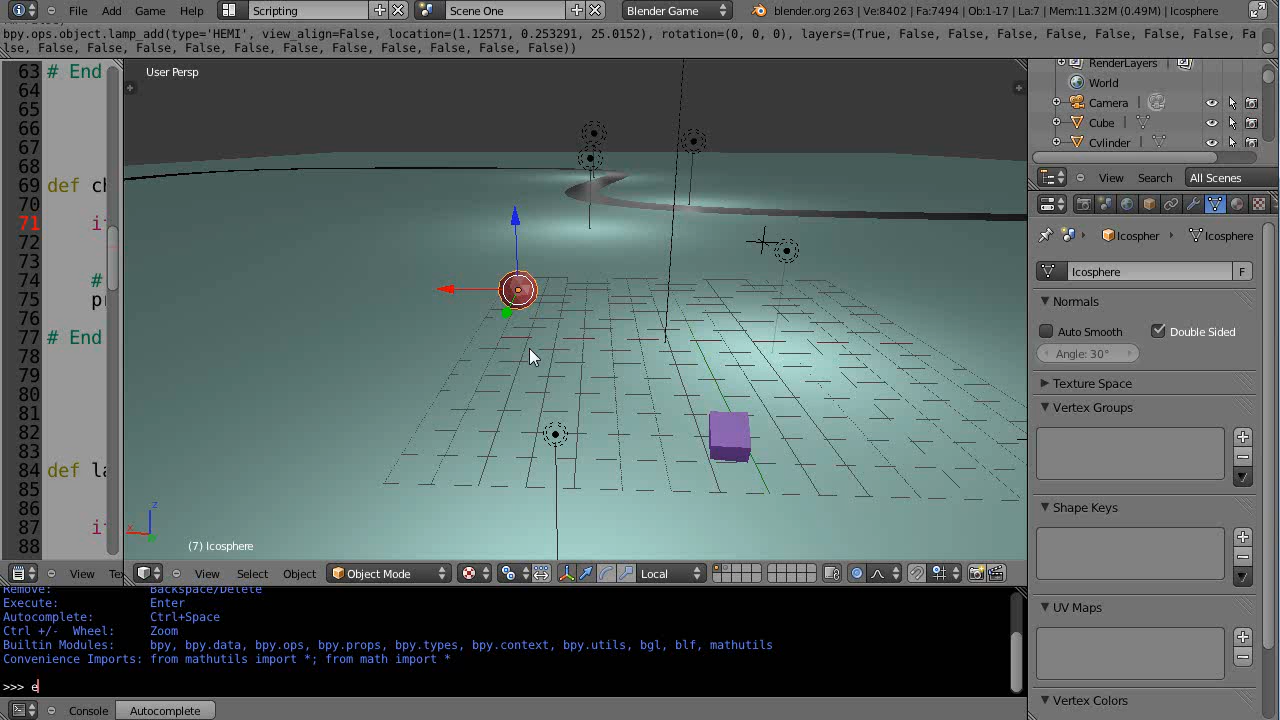 File Add Game Help Scripting Scene One Blender Game blender.org 263 | Ve:8402 | Fa:7494 | Ob:1-17 | La:7 | Mem:11.32M (4.49M) | Icosphere
bpy.ops.object.lamp_add(type='HEMI', view_align=False, location=(1.12571, 0.253291, 25.0152), rotation=(0, 0, 0), layers=(True, False, False, False, False, False, False, Fa
lse, False, False, False, False, False, False, False, False, False, False, False, False))
63 # End
64
65
66
67
68
69 def ch
70
71 i
72
73
74 #
75 pr
76
77 # End
78
79
80
81
82
83
84 def la
85
86
87 i
88
View Te
User Persp
z
x
(7) Icosphere
View Select Object Object Mode Local
RenderLayers
World
Camera
Cube
Cylinder
View Search All Scenes
Icospher Icosphere
Icosphere F
Normals
Auto Smooth Double Sided
Angle: 30°
Texture Space
Vertex Groups
Shape Keys
UV Maps
Vertex Colors
Remove: Backspace/Delete
Execute: Enter
Autocomplete: Ctrl+Space
Ctrl +/- Wheel: Zoom
Builtin Modules: bpy, bpy.data, bpy.ops, bpy.props, bpy.types, bpy.context, bpy.utils, bgl, blf, mathutils
Convenience Imports: from mathutils import *; from math import *
>>> e
Console Autocomplete